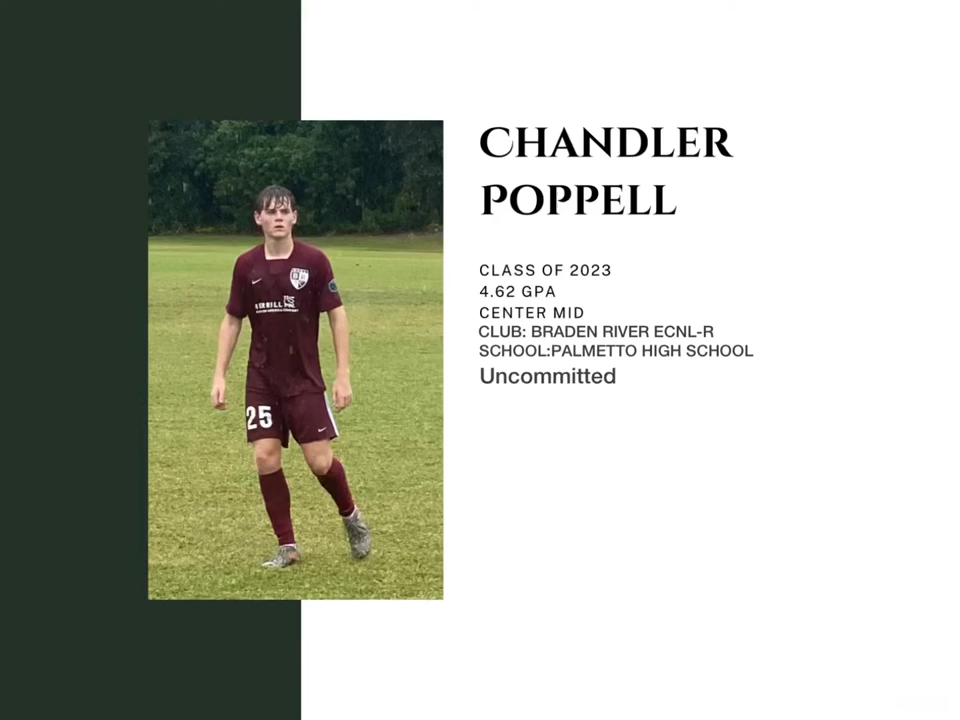 CHANDLER
POPPELL
CLASS OF 2023
4.62 GPA
CENTER MID
CLUB: BRADEN RIVER ECNL-R
SCHOOL:PALMETTO HIGH SCHOOL
Uncommitted
25